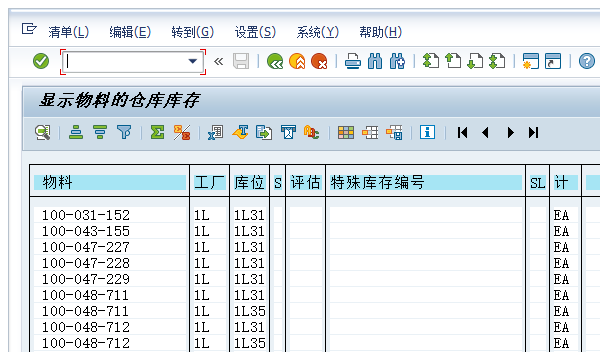 清单(L) 编辑(E) 转到(G) 设置(S) 系统(Y) 帮助(H)
显示物料的仓库库存
物料 工厂 库位 S 评估 特殊库存编号 SL 计
100-031-152 1L 1L31 EA
100-043-155 1L 1L31 EA
100-047-227 1L 1L31 EA
100-047-228 1L 1L31 EA
100-047-229 1L 1L31 EA
100-048-711 1L 1L31 EA
100-048-711 1L 1L35 EA
100-048-712 1L 1L31 EA
100-048-712 1L 1L35 EA